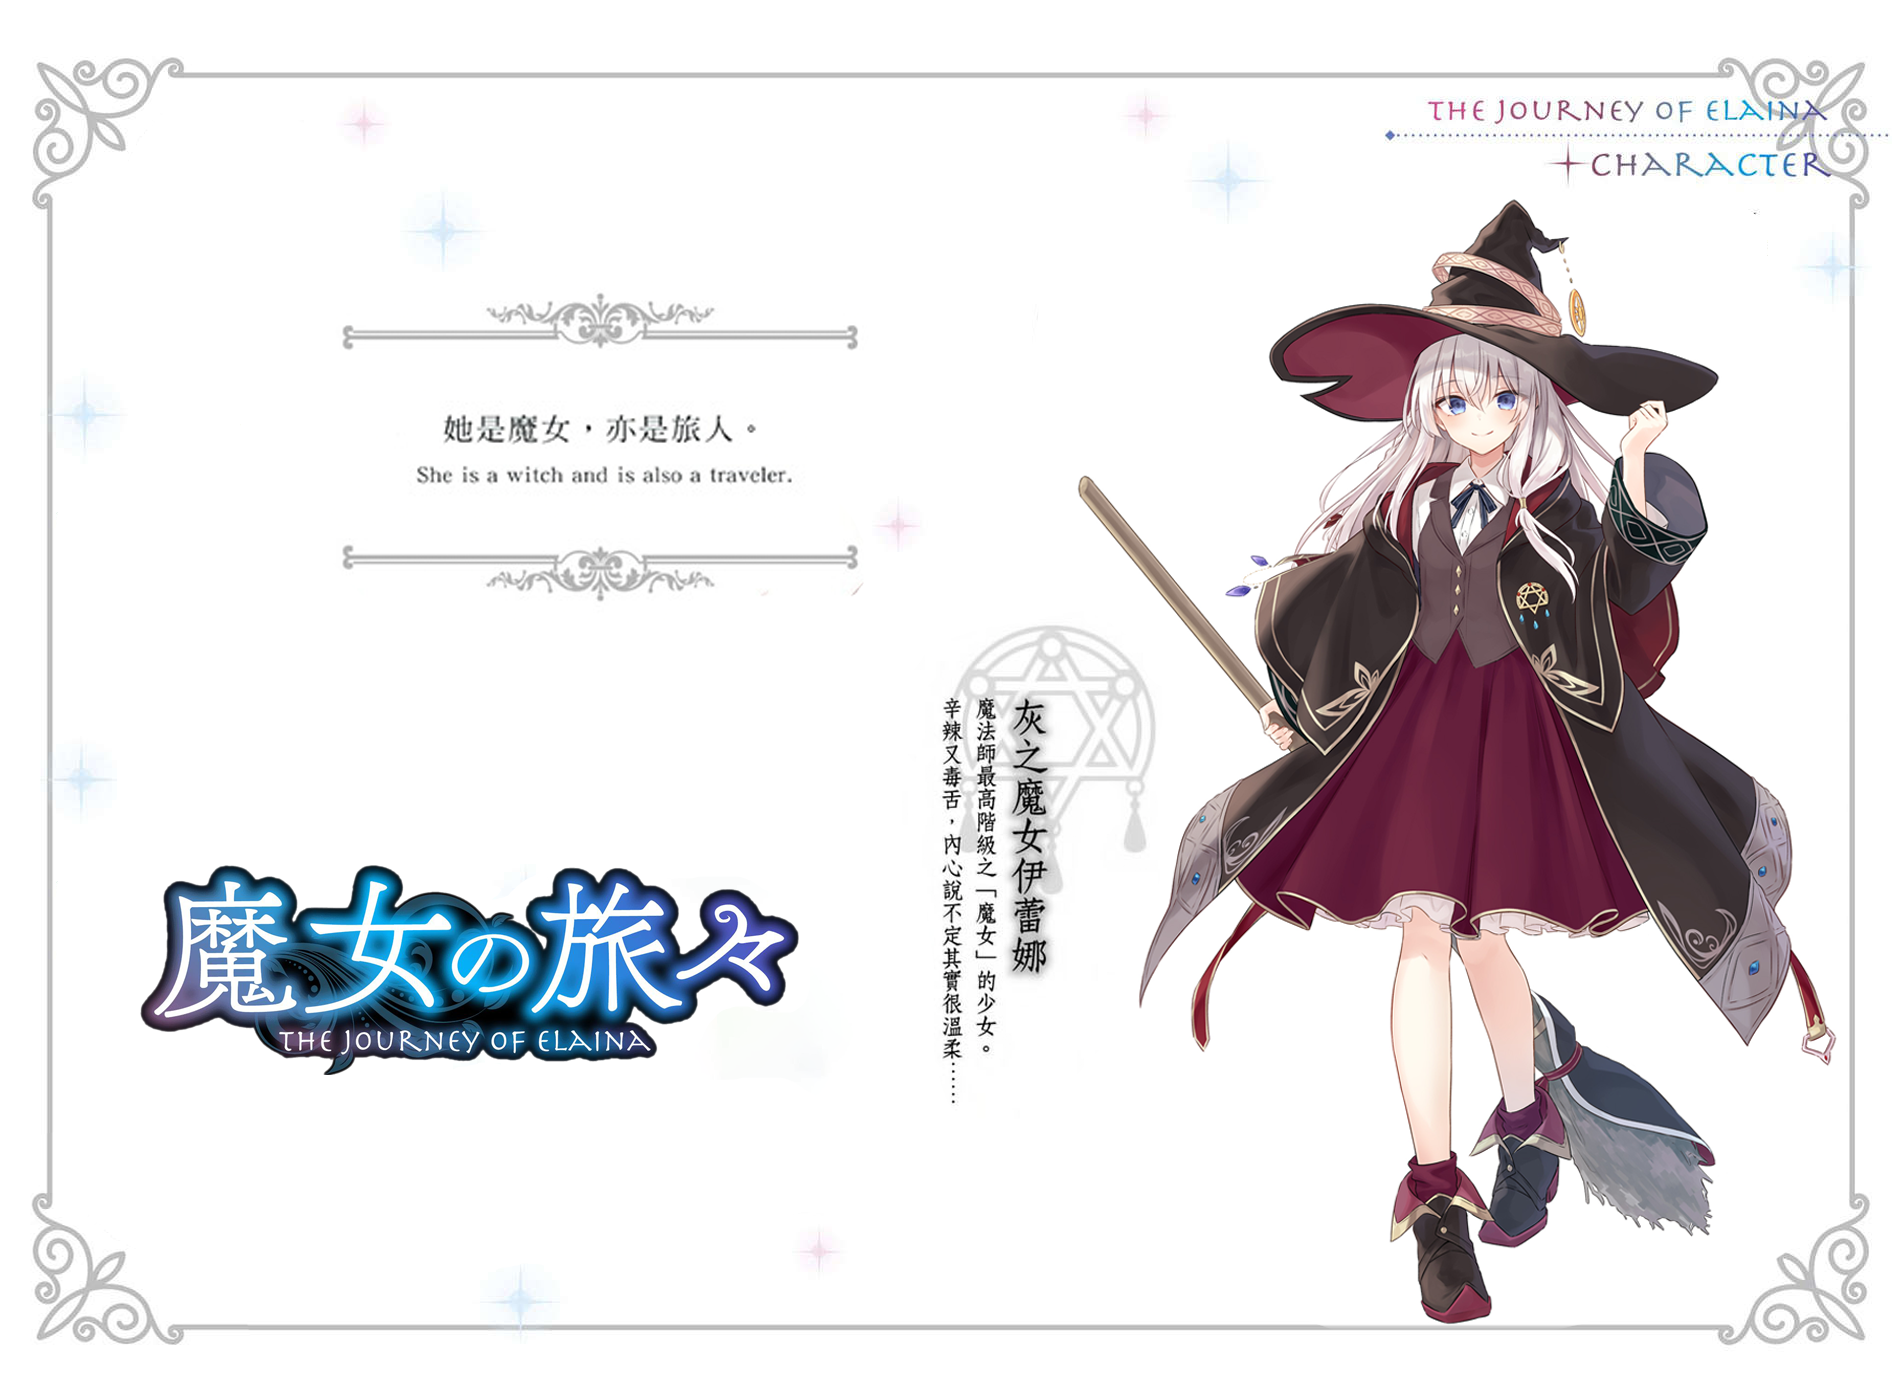 THE JOURNEY OF ELAINA
CHARACTER
她是魔女，亦是旅人。
She is a witch and is also a traveler.
灰之魔女伊蕾娜
魔法師最高階級之「魔女」的少女。
辛辣又毒舌，內心說不定其實很溫柔……
魔女の旅々
THE JOURNEY OF ELAINA